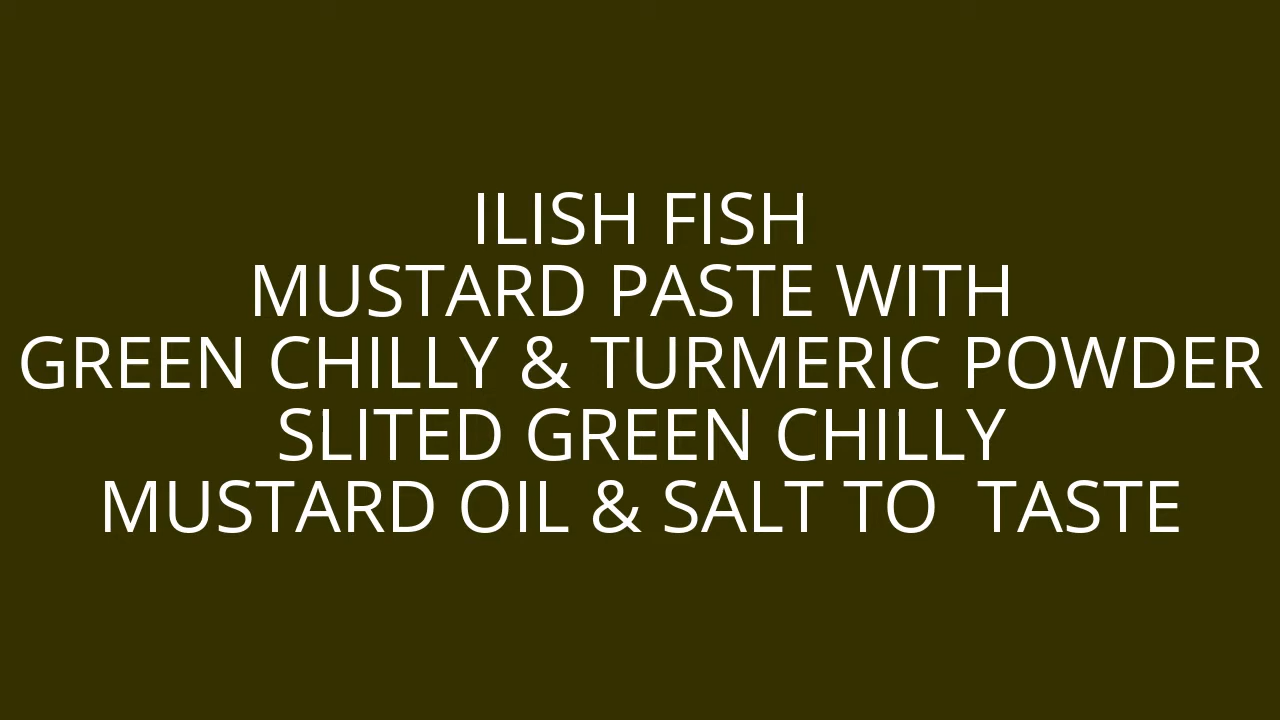 ILISH FISH
MUSTARD PASTE WITH
GREEN CHILLY & TURMERIC POWDER
SLITED GREEN CHILLY
MUSTARD OIL & SALT TO  TASTE